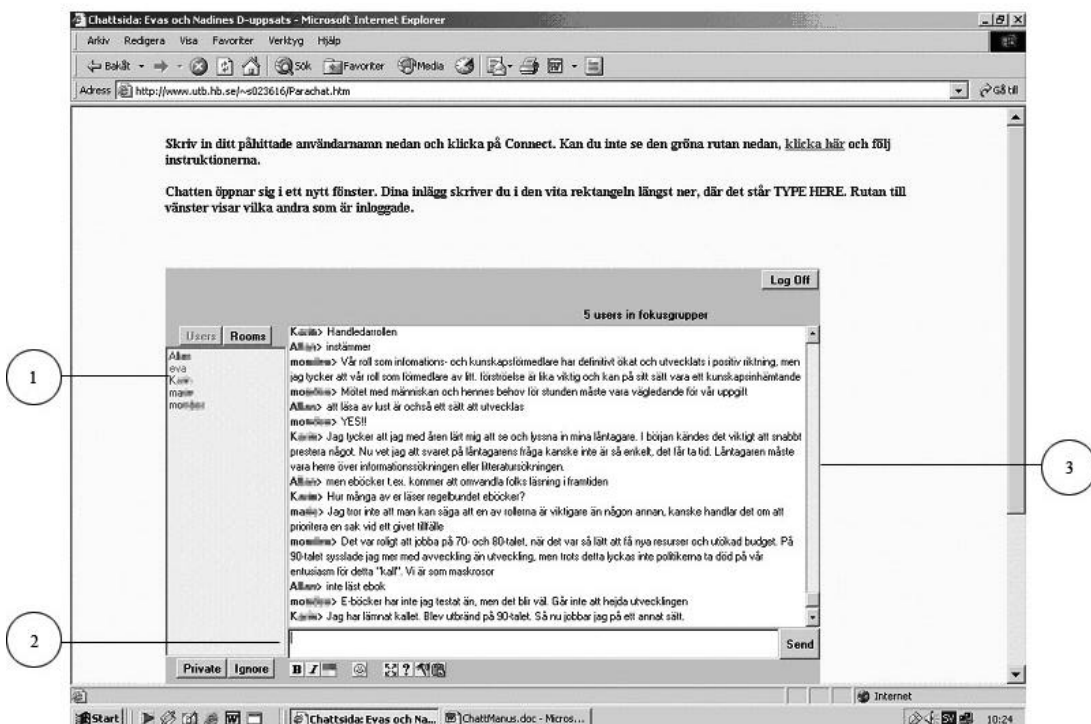 Chattsida: Evas och Nadines D-uppsats - Microsoft Internet Explorer
Arkiv Redigera Visa Favoriter Verktyg Hjälp
Bakåt Sök Favoriter Media
Adress http://www.utb.hb.se/~s023616/Parachat.htm Gå till
Skriv in ditt påhittade användarnamn nedan och klicka på Connect. Kan du inte se den gröna rutan nedan, klicka här och följ
instruktionerna.
Chatten öppnar sig i ett nytt fönster. Dina inlägg skriver du i den vita rektangeln längst ner, där det står TYPE HERE. Rutan till
vänster visar vilka andra som är inloggade.
Log Off
5 users in fokusgrupper
Users Rooms
eva
> Handledarrollen
> instämmer
> Vår roll som infomations- och kunskapsförmedlare har definitivt ökat och utvecklats i positiv riktning, men
jag tycker att vår roll som förmedlare av litt. förströelse är lika viktig och kan på sitt sätt vara ett kunskapsinhämtande
> Mötet med människan och hennes behov för stunden måste vara vägledande för vår uppgift
> att läsa av lust är ochså ett sätt att utvecklas
> YES!!
> Jag tycker att jag med åren lärt mig att se och lyssna in mina låntagare. I början kändes det viktigt att snabbt
prestera något. Nu vet jag att svaret på låntagarens fråga kanske inte är så enkelt, det får ta tid. Låntagaren måste
vara herre över informationssökningen eller litteratursökningen.
> men eböcker t.ex. kommer att omvandla folks läsning i framtiden
> Hur många av er läser regelbundet eböcker?
> Jag tror inte att man kan säga att en av rollerna är viktigare än någon annan, kanske handlar det om att
prioritera en sak vid ett givet tillfälle
> Det var roligt att jobba på 70- och 80-talet, när det var så lätt att få nya resurser och utökad budget. På
90-talet sysslade jag mer med avveckling än utveckling, men trots detta lyckas inte politikerna ta död på vår
entusiasm för detta "kall". Vi är som maskrosor
> inte läst ebok
> E-böcker har inte jag testat än, men det blir väl. Går inte att hejda utvecklingen
> Jag har lämnat kallet. Blev utbränd på 90-talet. Så nu jobbar jag på ett annat sätt.
Send
Private Ignore B I ?
Internet
Start Chattsida: Evas och Na... ChattManus.doc - Micros... SV 10:24
1
2
3